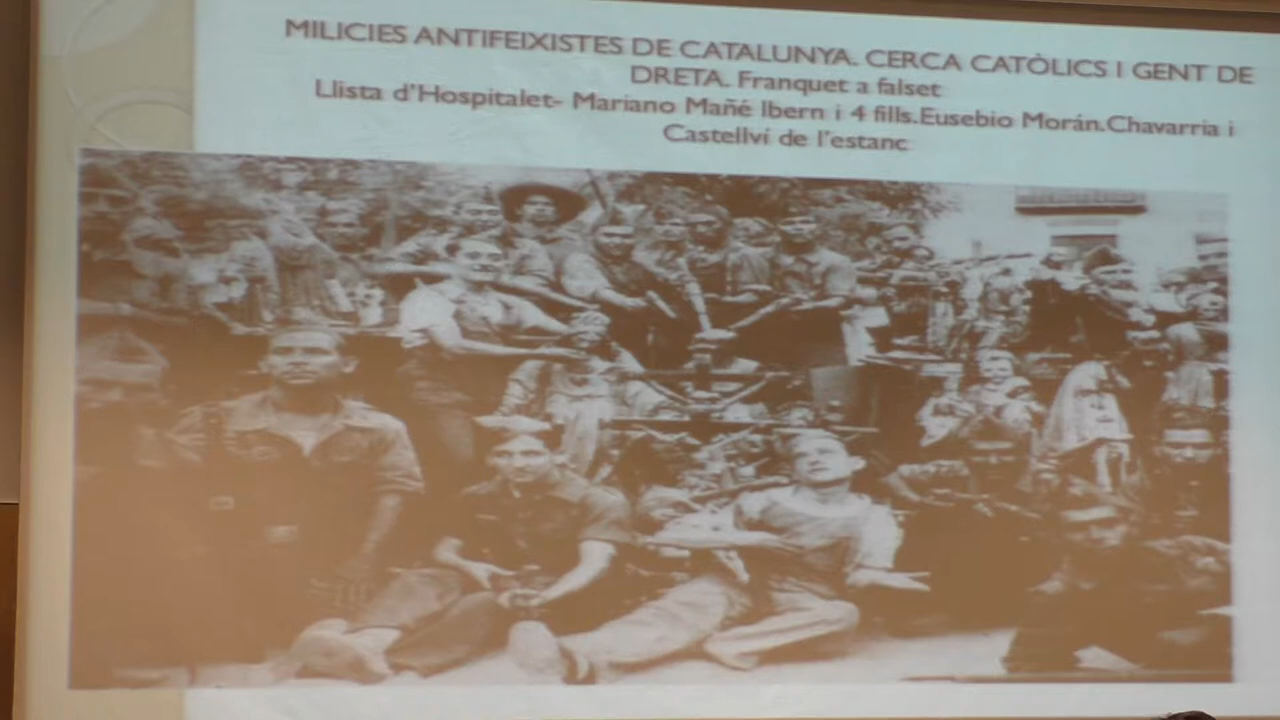 MILICIES ANTIFEIXISTES DE CATALUNYA. CERCA CATÒLICS I GENT DE
DRETA. Franquet a falset
Llista d'Hospitalet- Mariano Mañé Ibern i 4 fills.Eusebio Morán.Chavarria i
Castellví de l'estanc